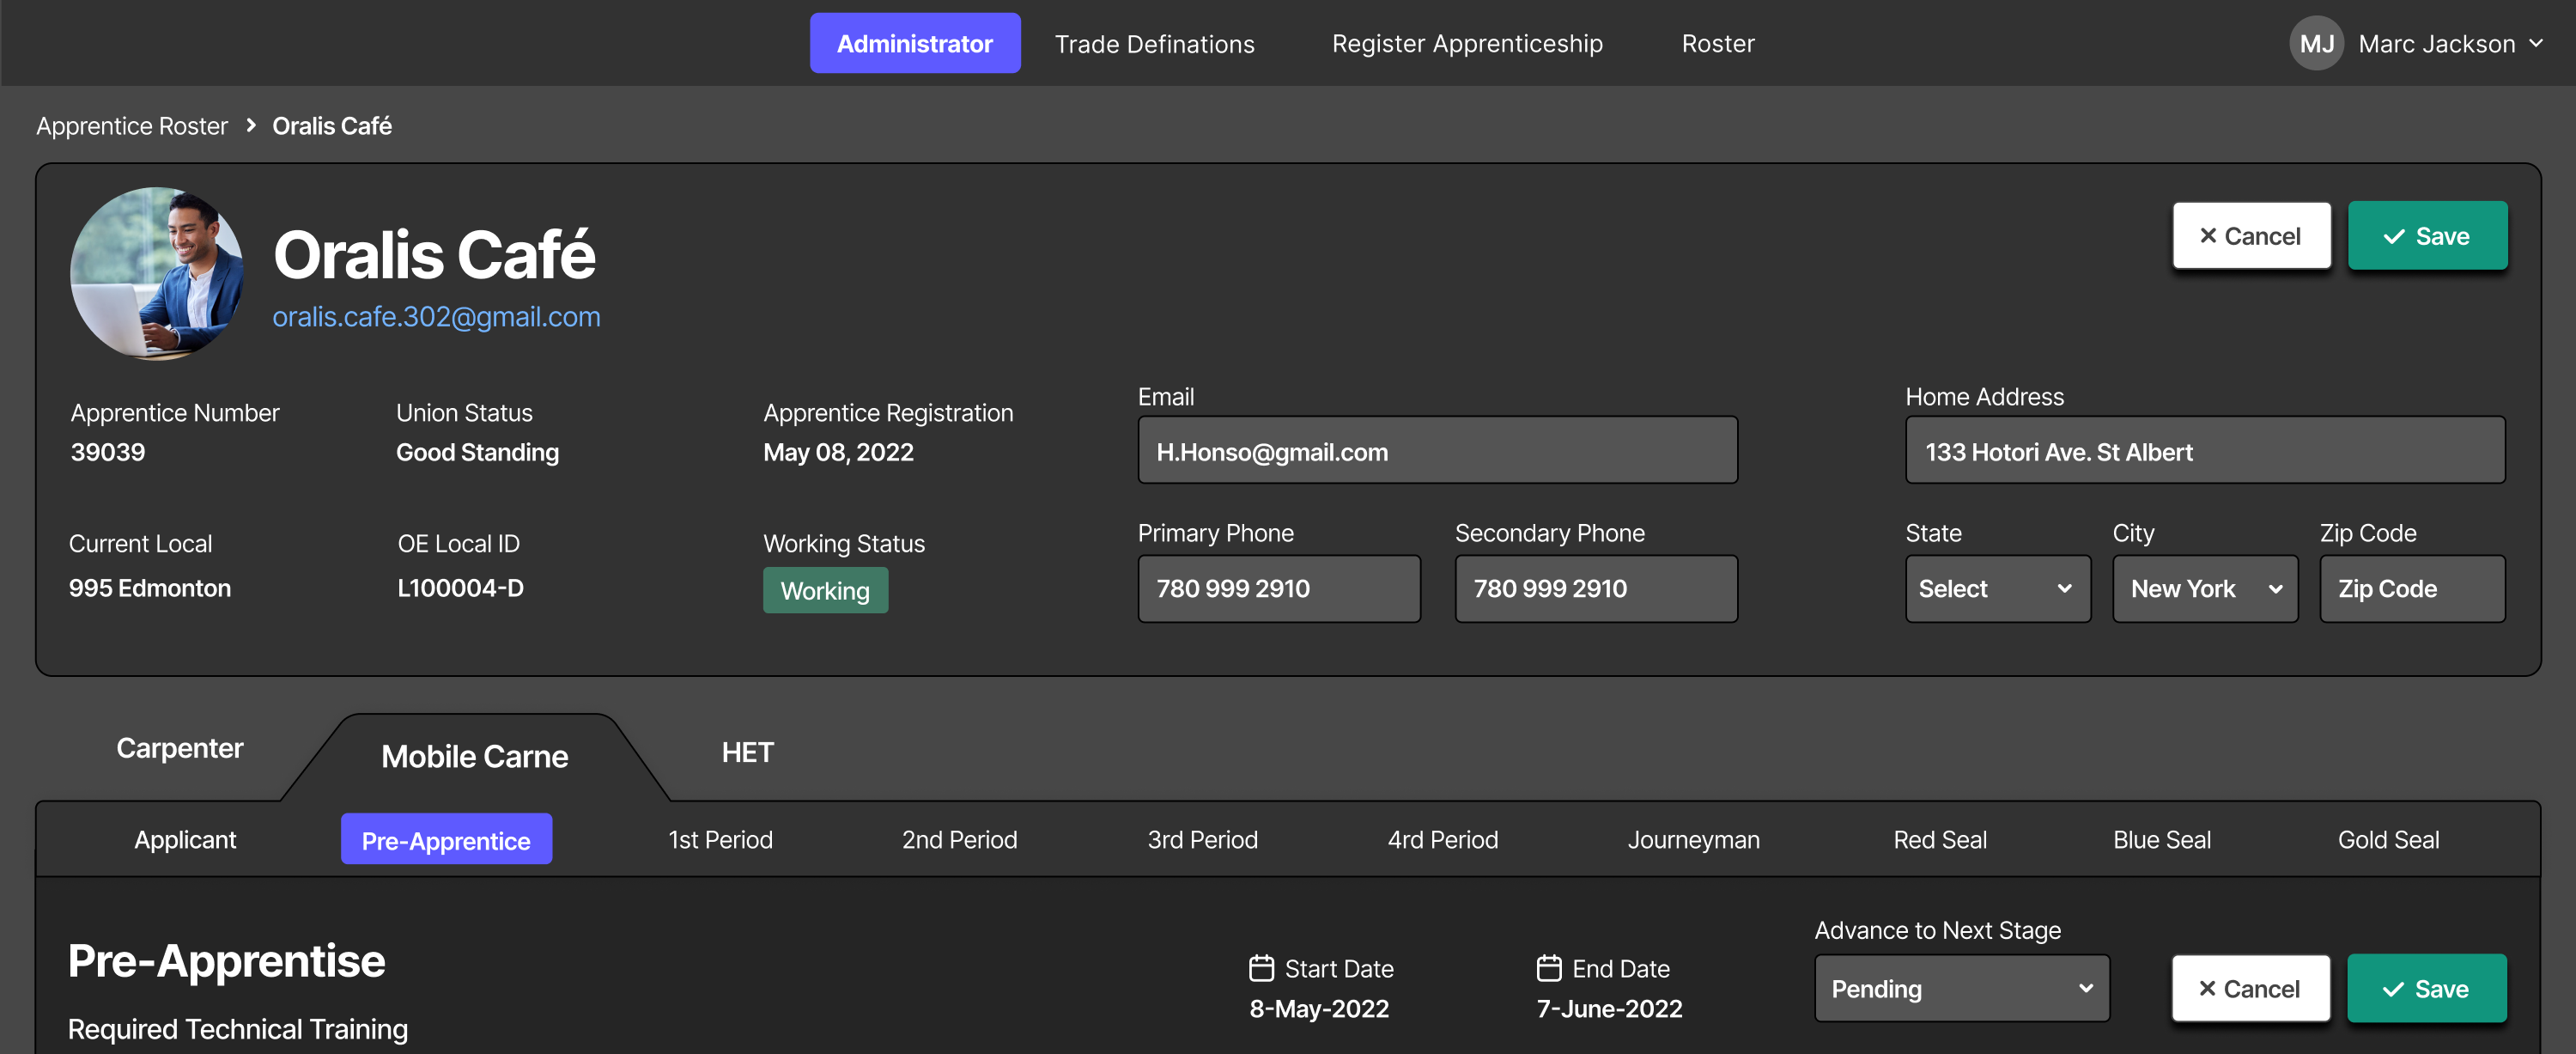 Administrator
Trade Definations
Register Apprenticeship
Roster
MJ
Marc Jackson
Apprentice Roster
Oralis Café
Oralis Café
oralis.cafe.302@gmail.com
Cancel
Save
Apprentice Number
39039
Union Status
Good Standing
Apprentice Registration
May 08, 2022
Email
H.Honso@gmail.com
Home Address
133 Hotori Ave. St Albert
Current Local
995 Edmonton
OE Local ID
L100004-D
Working Status
Working
Primary Phone
780 999 2910
Secondary Phone
780 999 2910
State
Select
City
New York
Zip Code
Zip Code
Carpenter
Mobile Carne
HET
Applicant
Pre-Apprentice
1st Period
2nd Period
3rd Period
4rd Period
Journeyman
Red Seal
Blue Seal
Gold Seal
Pre-Apprentise
Required Technical Training
Start Date
8-May-2022
End Date
7-June-2022
Advance to Next Stage
Pending
Cancel
Save